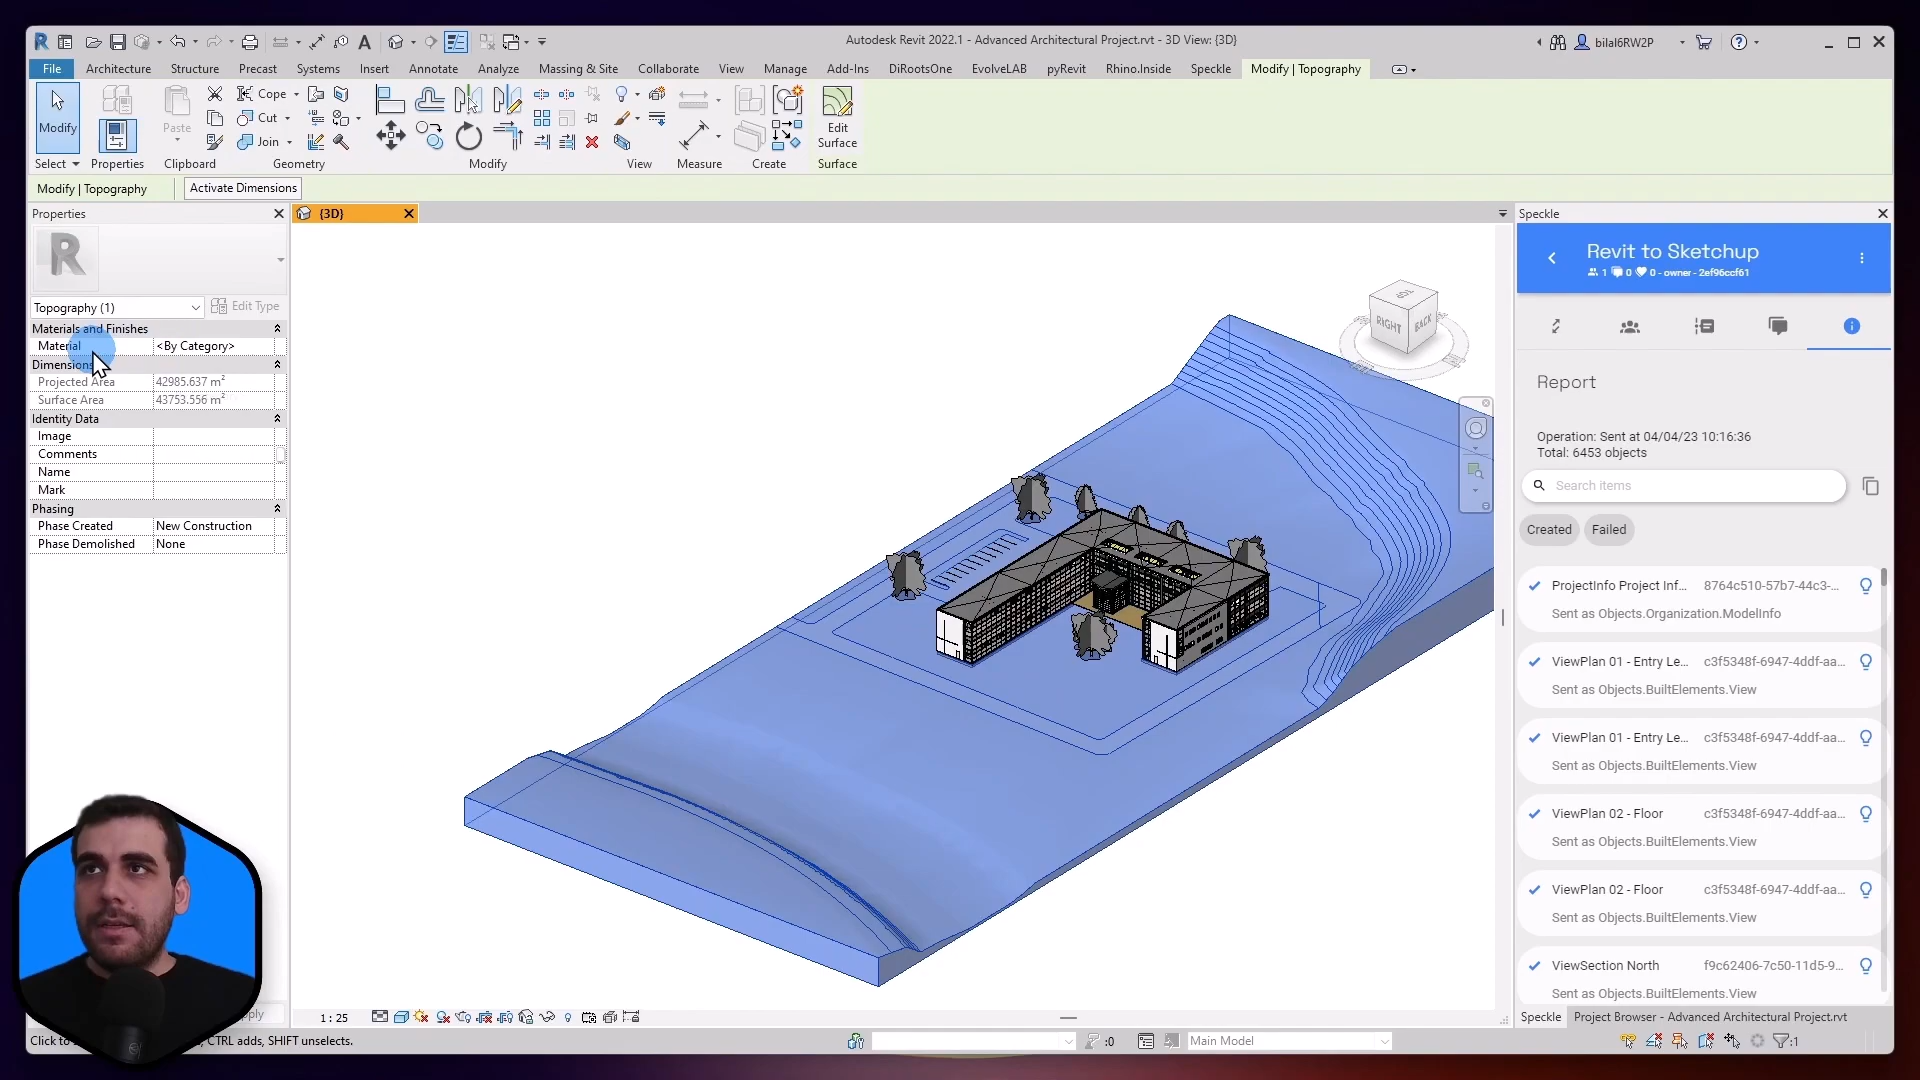 Autodesk Revit 2022.1 - Advanced Architectural Project.rvt - 3D View: {3D}
bilal6RW2P
File Architecture Structure Precast Systems Insert Annotate Analyze Massing & Site Collaborate View Manage Add-Ins DiRootsOne EvolveLAB pyRevit Rhino.Inside Speckle Modify | Topography
Modify
Paste
Cope
Cut
Join
Edit
Surface
Select Properties Clipboard Geometry Modify View Measure Create Surface
Modify | Topography Activate Dimensions
Properties
{3D}
Topography (1) Edit Type
Materials and Finishes
Material <By Category>
Dimensions
Projected Area 42985.637 m²
Surface Area 43753.556 m²
Identity Data
Image
Comments
Name
Mark
Phasing
Phase Created New Construction
Phase Demolished None
TOP
RIGHT
BACK
Speckle
Revit to Sketchup
1 0 0 - owner - 2ef96ccf61
Report
Operation: Sent at 04/04/23 10:16:36
Total: 6453 objects
Search items
Created Failed
ProjectInfo Project Inf... 8764c510-57b7-44c3-...
Sent as Objects.Organization.ModelInfo
ViewPlan 01 - Entry Le... c3f5348f-6947-4ddf-aa...
Sent as Objects.BuiltElements.View
ViewPlan 01 - Entry Le... c3f5348f-6947-4ddf-aa...
Sent as Objects.BuiltElements.View
ViewPlan 02 - Floor c3f5348f-6947-4ddf-aa...
Sent as Objects.BuiltElements.View
ViewPlan 02 - Floor c3f5348f-6947-4ddf-aa...
Sent as Objects.BuiltElements.View
ViewSection North f9c62406-7c50-11d5-9...
Sent as Objects.BuiltElements.View
Speckle Project Browser - Advanced Architectural Project.rvt
1 : 25
Click to , CTRL adds, SHIFT unselects.
:0
Main Model
:1